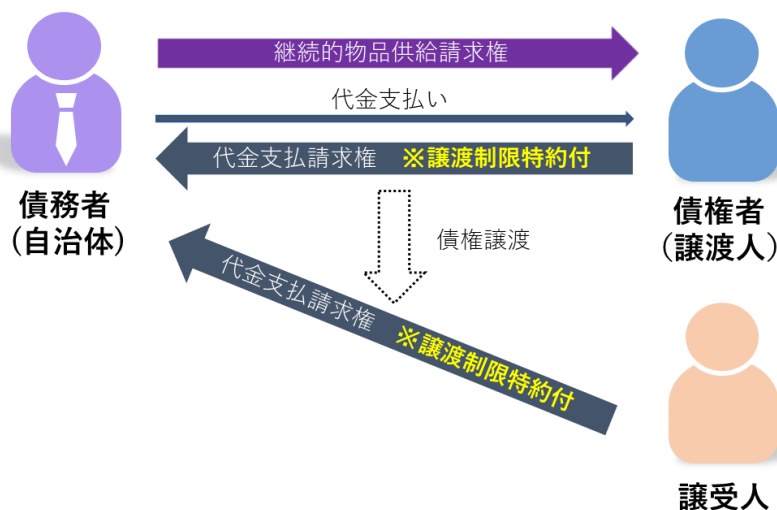 継続的物品供給請求権
代金支払い
代金支払請求権 ※譲渡制限特約付
債務者
（自治体）
債権者
（譲渡人）
債権譲渡
代金支払請求権 ※譲渡制限特約付
譲受人